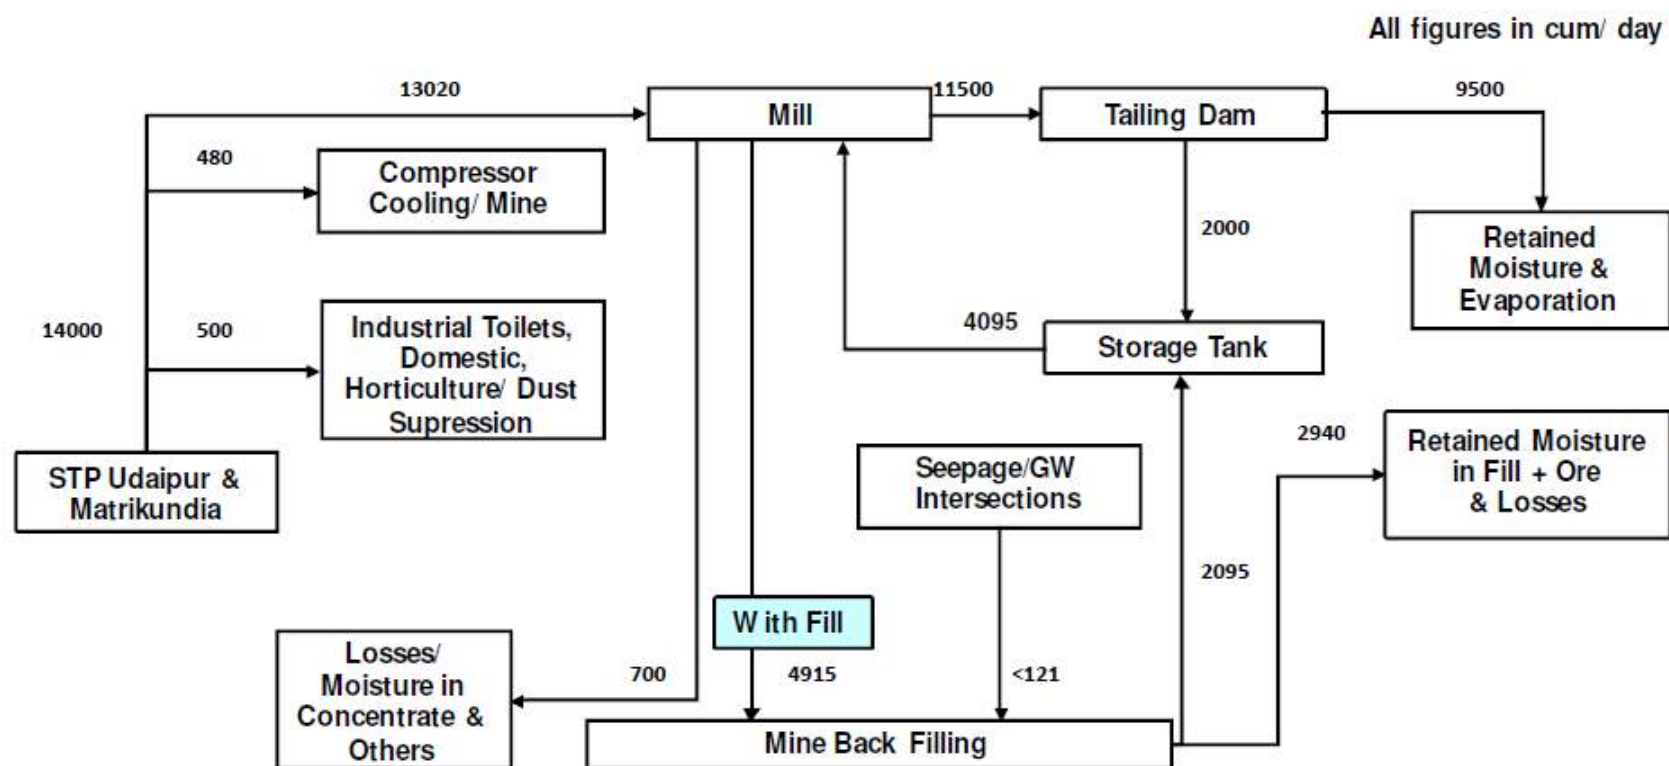 All figures in cum/ day
13020
Mill
11500
Tailing Dam
9500
480
Compressor
Cooling/ Mine
2000
Retained
Moisture &
Evaporation
14000
500
Industrial Toilets,
Domestic,
Horticulture/ Dust
Supression
4095
Storage Tank
STP Udaipur &
Matrikundia
Seepage/GW
Intersections
2940
Retained Moisture
in Fill + Ore
& Losses
2095
With Fill
Losses/
Moisture in
Concentrate &
Others
700
4915
<121
Mine Back Filling